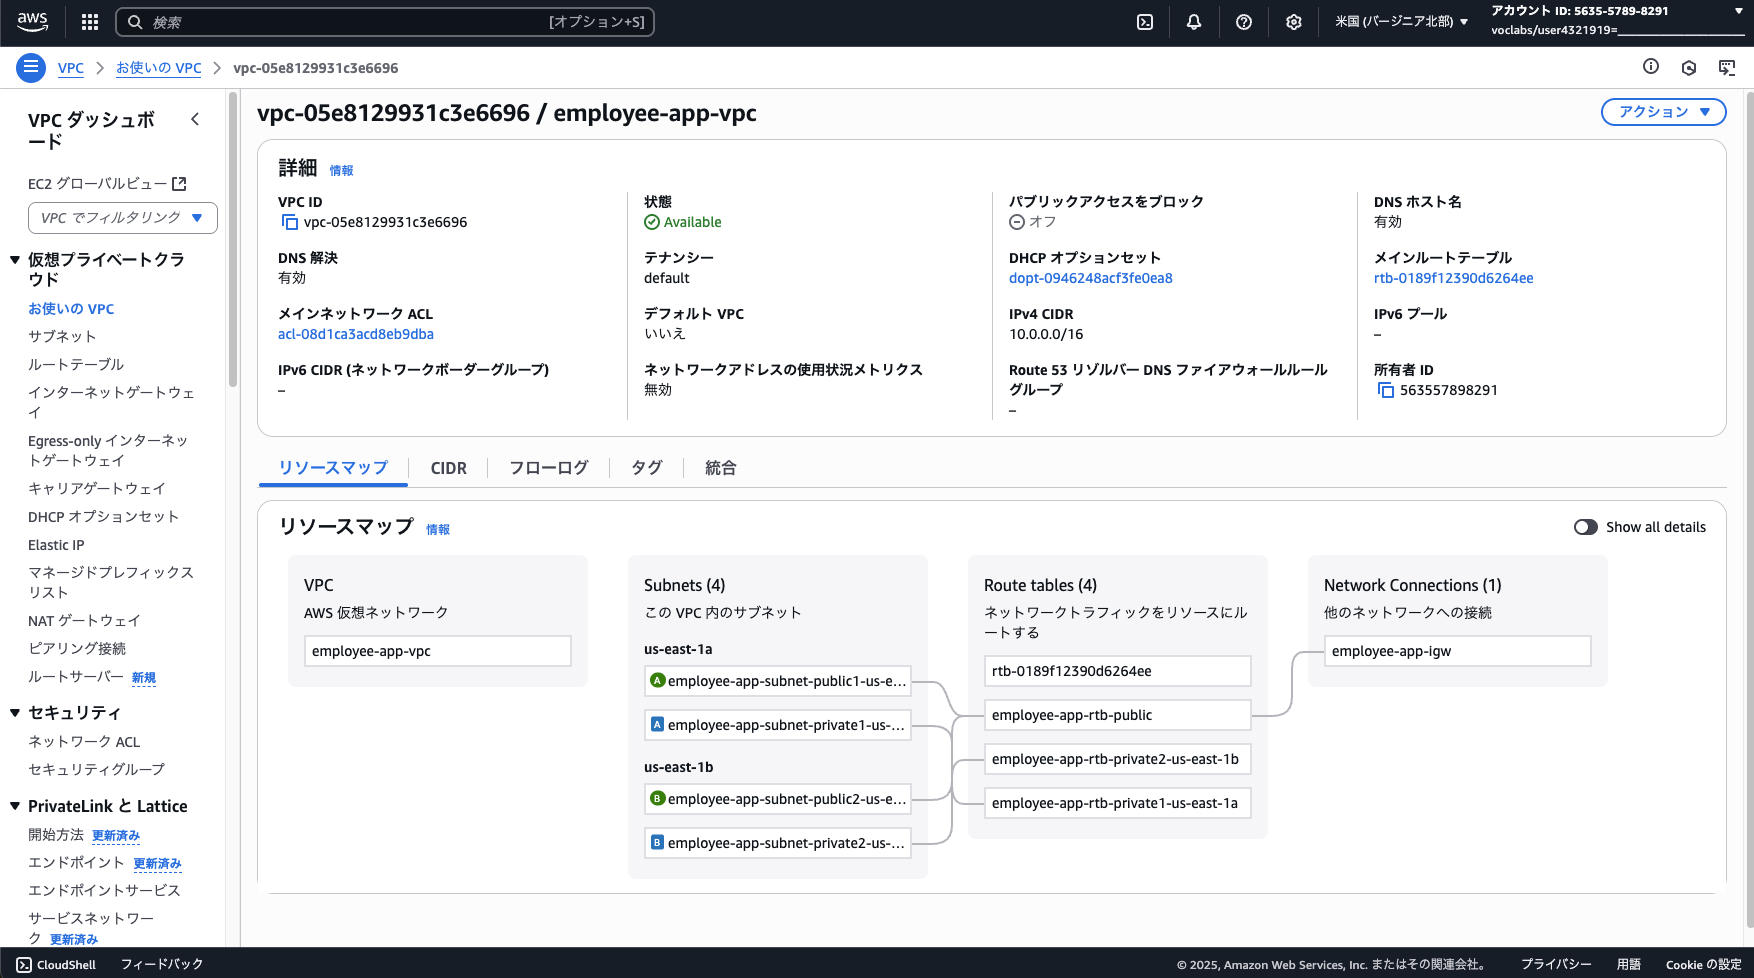 aws
検索
[オプション+S]
米国 (バージニア北部)
アカウント ID: 5635-5789-8291
voclabs/user4321919=____________________
VPC
お使いの VPC
vpc-05e8129931c3e6696
VPC ダッシュボ
ード
EC2 グローバルビュー
VPC でフィルタリング
仮想プライベートクラ
ウド
お使いの VPC
サブネット
ルートテーブル
インターネットゲートウェ
イ
Egress-only インターネッ
トゲートウェイ
キャリアゲートウェイ
DHCP オプションセット
Elastic IP
マネージドプレフィックス
リスト
NAT ゲートウェイ
ピアリング接続
ルートサーバー 新規
セキュリティ
ネットワーク ACL
セキュリティグループ
PrivateLink と Lattice
開始方法 更新済み
エンドポイント 更新済み
エンドポイントサービス
サービスネットワー
ク 更新済み
vpc-05e8129931c3e6696 / employee-app-vpc
アクション
詳細 情報
VPC ID
vpc-05e8129931c3e6696
状態
Available
パブリックアクセスをブロック
オフ
DNS ホスト名
有効
DNS 解決
有効
テナンシー
default
DHCP オプションセット
dopt-0946248acf3fe0ea8
メインルートテーブル
rtb-0189f12390d6264ee
メインネットワーク ACL
acl-08d1ca3acd8eb9dba
デフォルト VPC
いいえ
IPv4 CIDR
10.0.0.0/16
IPv6 プール
–
IPv6 CIDR (ネットワークボーダーグループ)
–
ネットワークアドレスの使用状況メトリクス
無効
Route 53 リゾルバー DNS ファイアウォールルール
グループ
–
所有者 ID
563557898291
リソースマップ
CIDR
フローログ
タグ
統合
リソースマップ 情報
Show all details
VPC
AWS 仮想ネットワーク
employee-app-vpc
Subnets (4)
この VPC 内のサブネット
us-east-1a
A employee-app-subnet-public1-us-e...
A employee-app-subnet-private1-us-...
us-east-1b
B employee-app-subnet-public2-us-e...
B employee-app-subnet-private2-us-...
Route tables (4)
ネットワークトラフィックをリソースにル
ートする
rtb-0189f12390d6264ee
employee-app-rtb-public
employee-app-rtb-private2-us-east-1b
employee-app-rtb-private1-us-east-1a
Network Connections (1)
他のネットワークへの接続
employee-app-igw
CloudShell
フィードバック
© 2025, Amazon Web Services, Inc. またはその関連会社。
プライバシー
用語
Cookie の設定